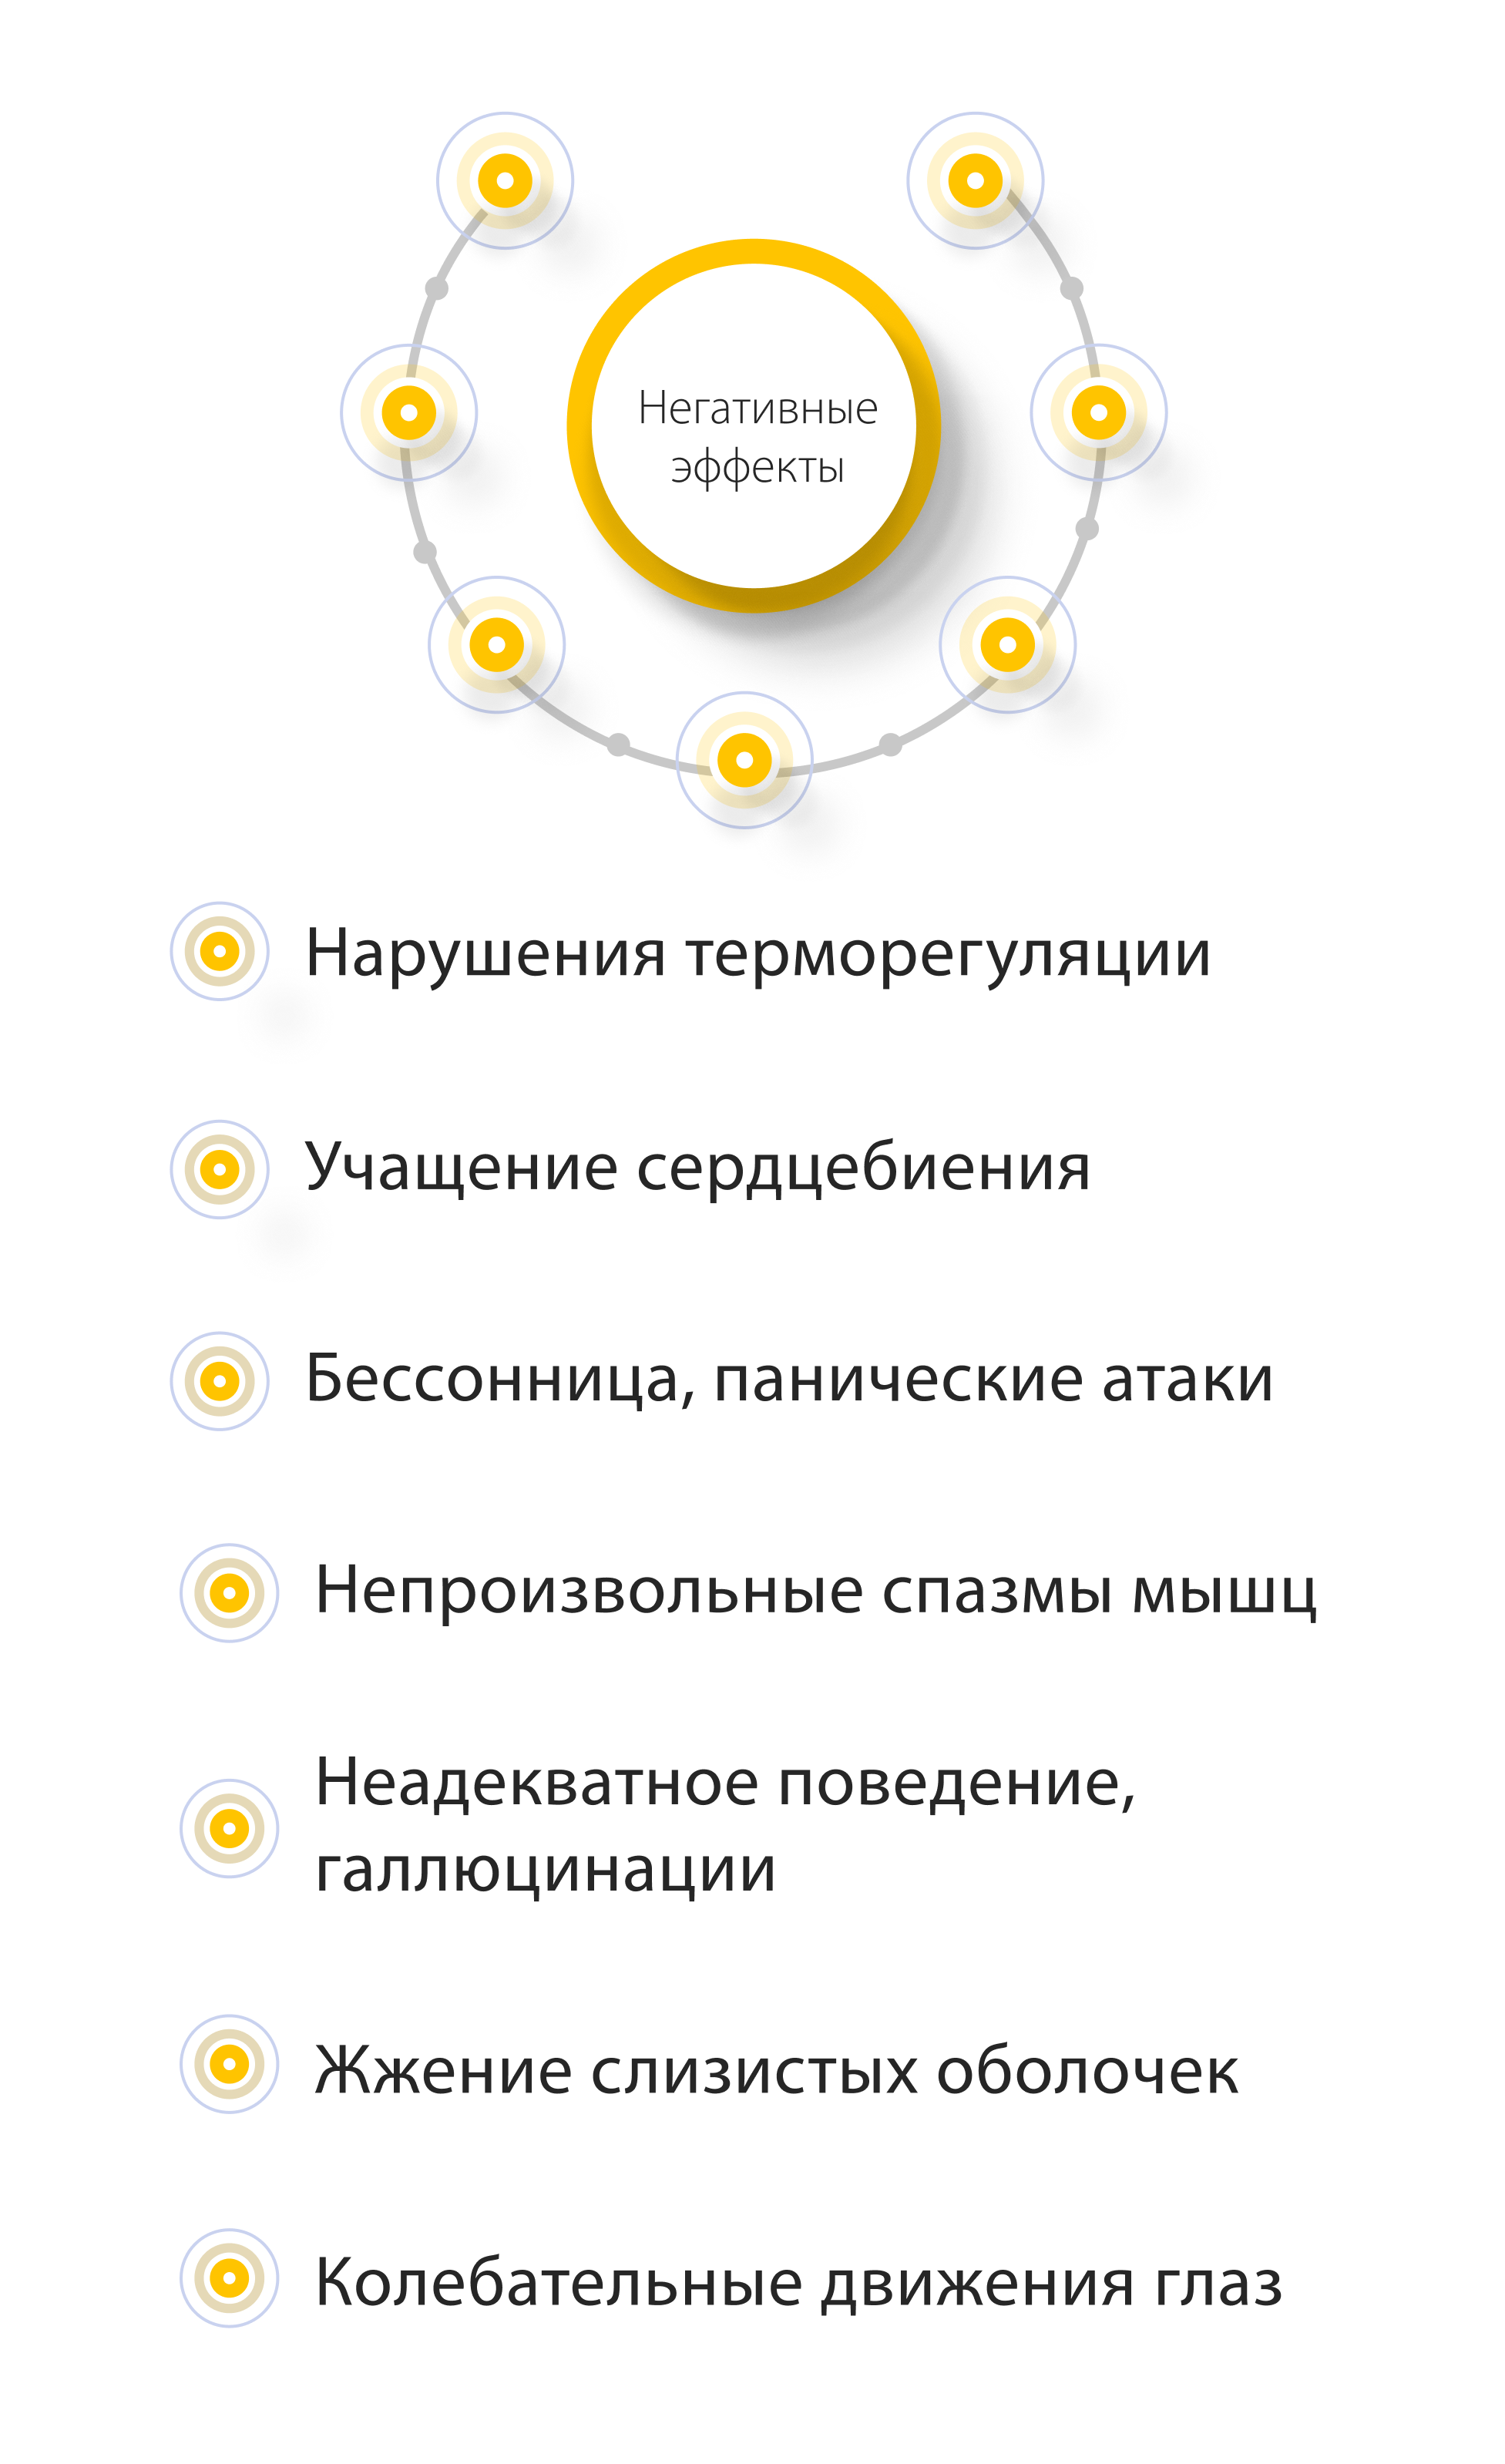 Негативные
эффекты
Нарушения терморегуляции
Учащение сердцебиения
Бессонница, панические атаки
Непроизвольные спазмы мышц
Неадекватное поведение,
галлюцинации
Жжение слизистых оболочек
Колебательные движения глаз